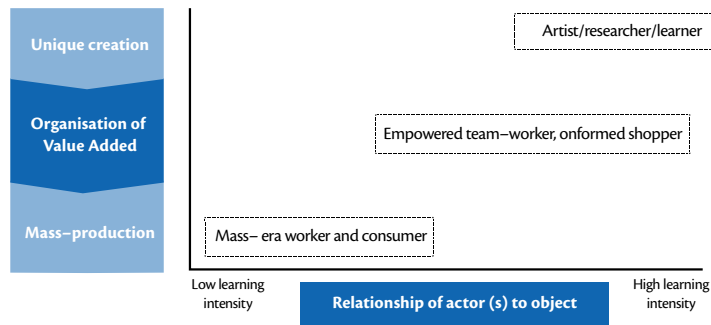 Unique creation
Artist/researcher/learner
Organisation of
Value Added
Empowered team–worker, onformed shopper
Mass–production
Mass– era worker and consumer
Low learning
intensity
Relationship of actor (s) to object
High learning
intensity